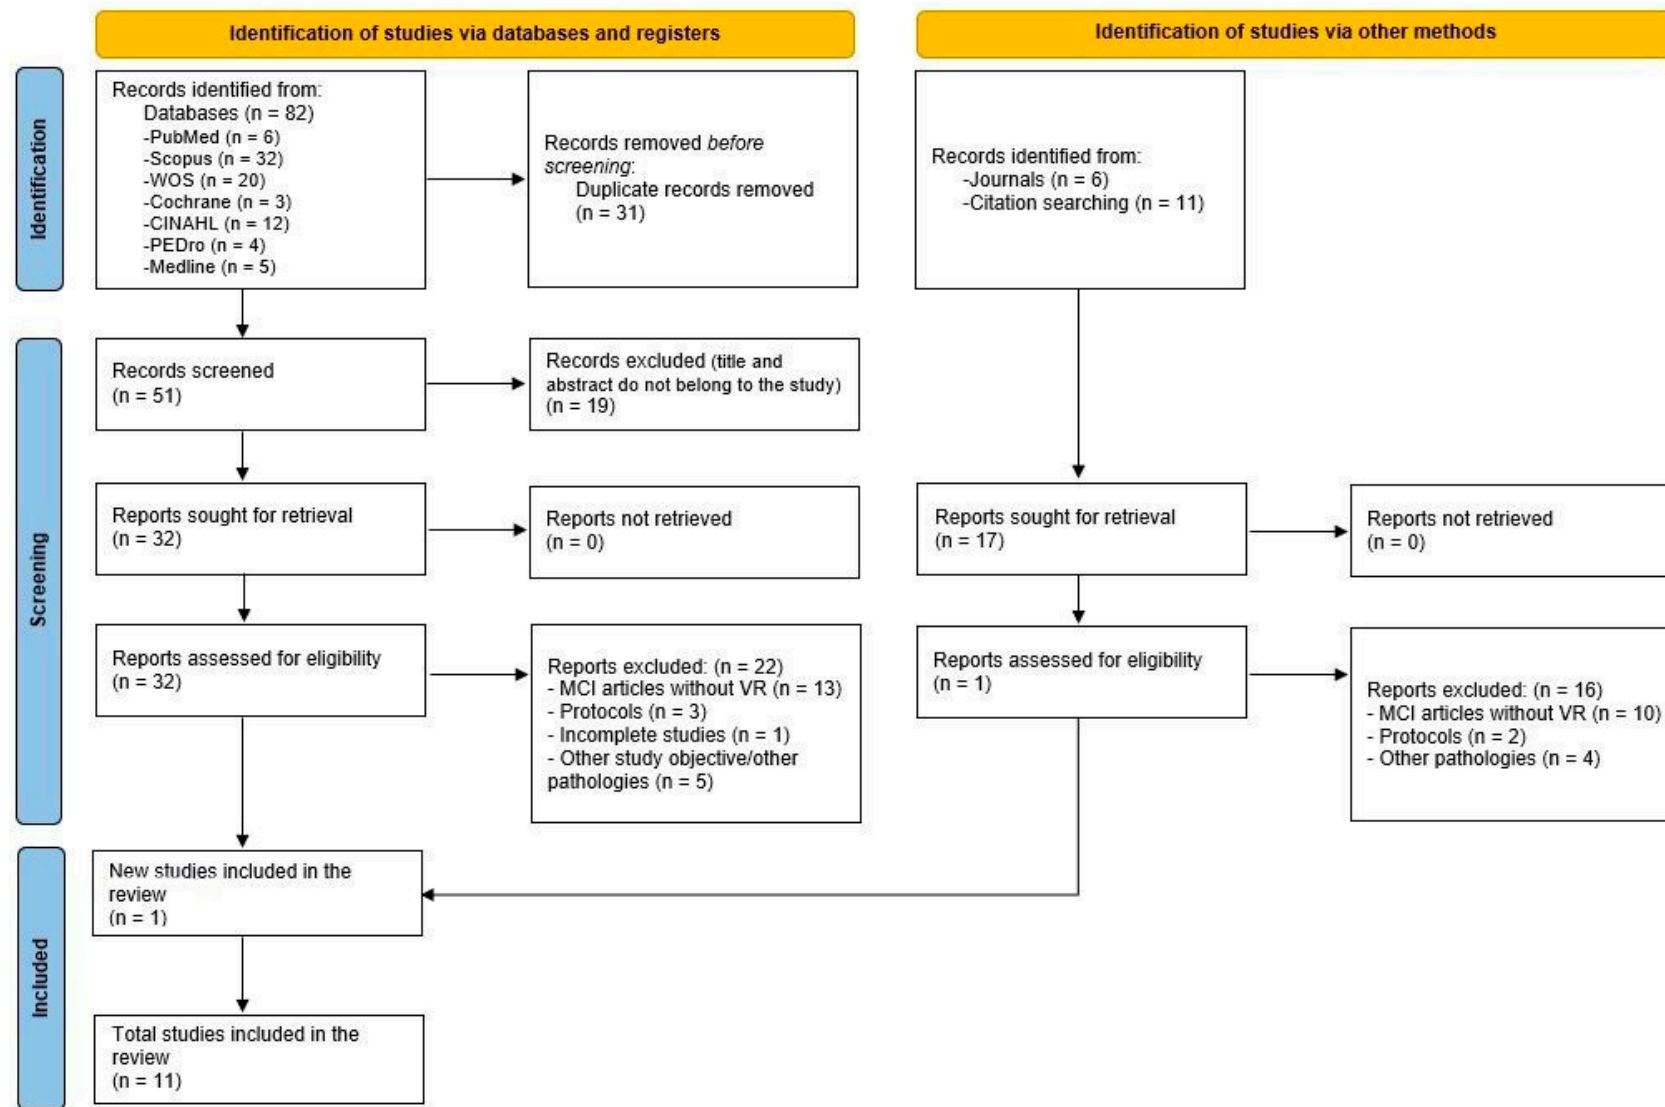 Identification of studies via databases and registers
Identification of studies via other methods
Identification
Records identified from:
Databases (n = 82)
-PubMed (n = 6)
-Scopus (n = 32)
-WOS (n = 20)
-Cochrane (n = 3)
-CINAHL (n = 12)
-PEDro (n = 4)
-Medline (n = 5)
Records removed before
screening:
Duplicate records removed
(n = 31)
Records identified from:
-Journals (n = 6)
-Citation searching (n = 11)
Screening
Records screened
(n = 51)
Records excluded (title and
abstract do not belong to the study)
(n = 19)
Reports sought for retrieval
(n = 32)
Reports not retrieved
(n = 0)
Reports sought for retrieval
(n = 17)
Reports not retrieved
(n = 0)
Reports assessed for eligibility
(n = 32)
Reports excluded: (n = 22)
- MCI articles without VR (n = 13)
- Protocols (n = 3)
- Incomplete studies (n = 1)
- Other study objective/other
pathologies (n = 5)
Reports assessed for eligibility
(n = 1)
Reports excluded: (n = 16)
- MCI articles without VR (n = 10)
- Protocols (n = 2)
- Other pathologies (n = 4)
Included
New studies included in the
review
(n = 1)
Total studies included in the
review
(n = 11)